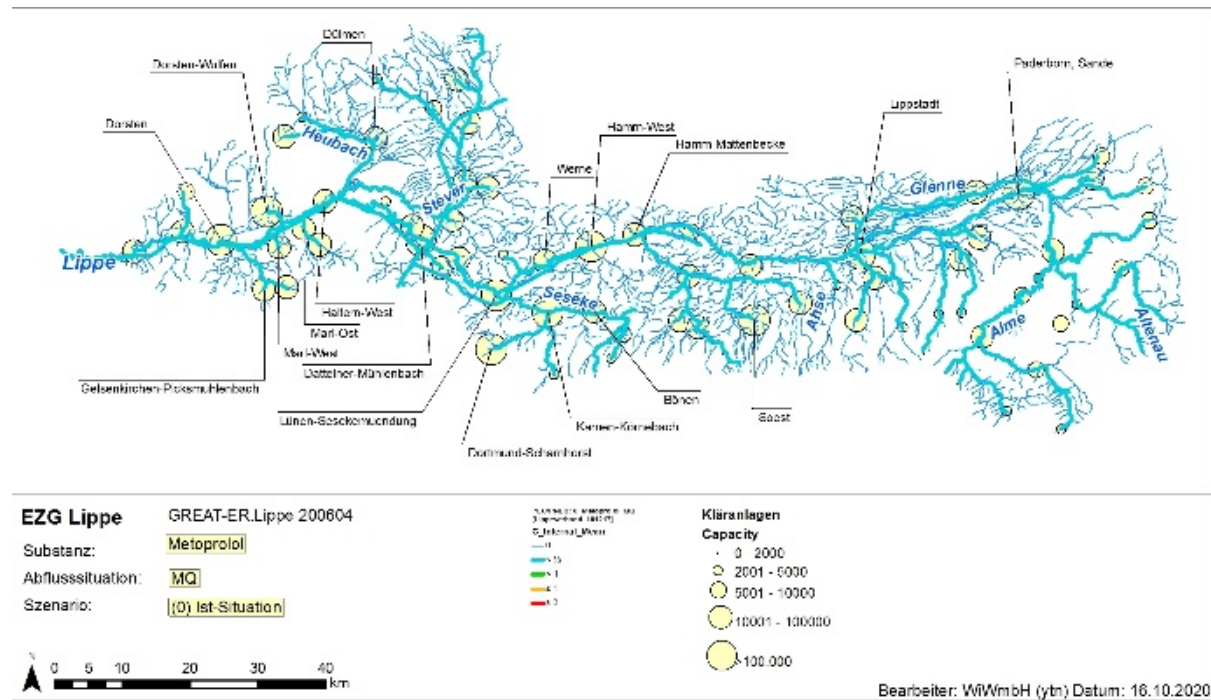 Dülmen
Dorsten-Wulfen
Paderborn, Sande
Lippstadt
Dorsten
Hamm-West
Hamm Mattenbecke
Heubach
Werne
Glenne
Stever
Lippe
Seseke
Ahse
Alme
Altenau
Haltern-West
Marl-Ost
Marl-West
Datteiner-Mühlenbach
Gelsenkirchen-Picksmühlenbach
Bönen
Lünen-Sesekemuendung
Kamen-Körnebach
Soest
Dortmund-Scharnhorst
EZG Lippe
GREAT-ER.Lippe 200604
Substanz:
Metoprolol
Abflusssituation:
MQ
Szenario:
(0) Ist-Situation
C_Internal_Mean
Kläranlagen
Capacity
0 2000
2001 - 5000
5001 - 10000
10001 - 100000
>100.000
N
0 5 10 20 30 40
km
Bearbeiter: WiWmbH (ytn) Datum: 16.10.2020